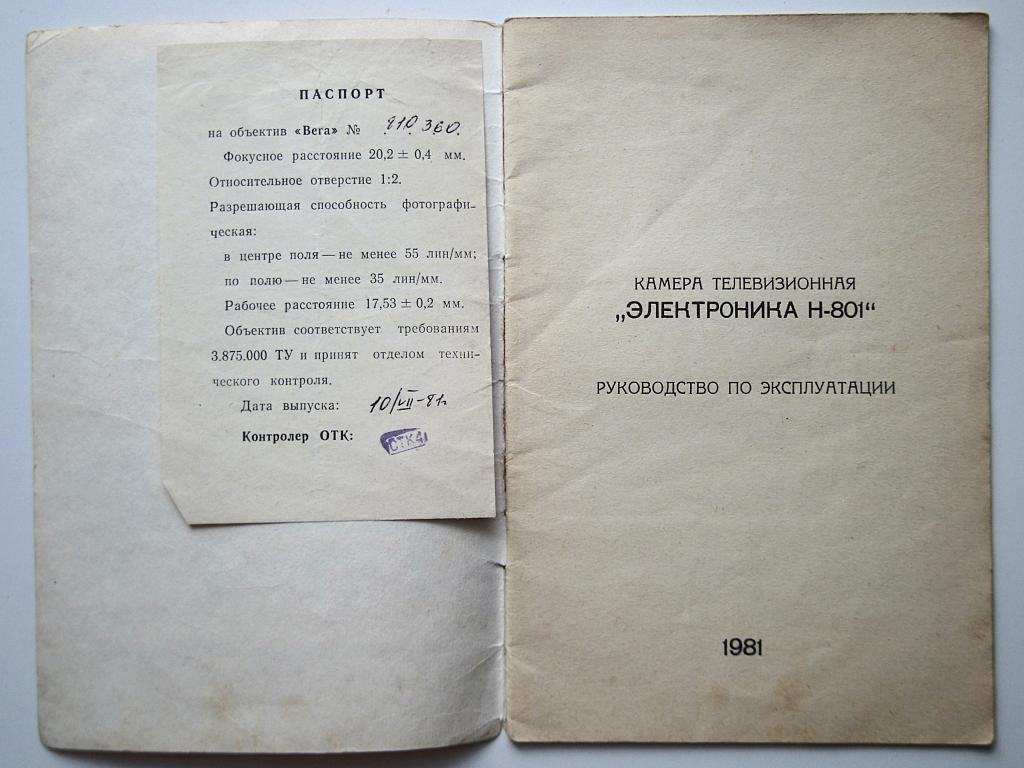 ПАСПОРТ
на объектив «Вега» № 810360.
Фокусное расстояние 20,2 ± 0,4 мм.
Относительное отверстие 1:2.
Разрешающая способность фотографи-
ческая:
в центре поля — не менее 55 лин/мм;
по полю — не менее 35 лин/мм.
Рабочее расстояние 17,53 ± 0,2 мм.
Объектив соответствует требованиям
3.875.000 ТУ и принят отделом техни-
ческого контроля.
Дата выпуска: 10/VII-81г
Контролер ОТК: ОТК4
КАМЕРА ТЕЛЕВИЗИОННАЯ
„ЭЛЕКТРОНИКА Н-801“
РУКОВОДСТВО ПО ЭКСПЛУАТАЦИИ
1981